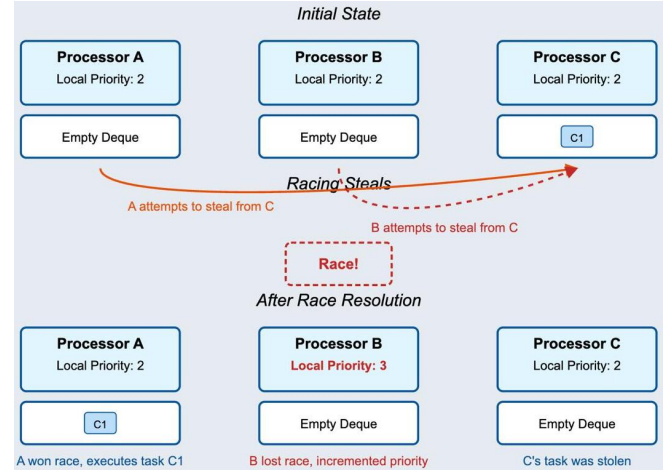 Initial State
Processor A
Local Priority: 2
Processor B
Local Priority: 2
Processor C
Local Priority: 2
Empty Deque
Empty Deque
C1
Racing Steals
A attempts to steal from C
B attempts to steal from C
Race!
After Race Resolution
Processor A
Local Priority: 2
Processor B
Local Priority: 3
Processor C
Local Priority: 2
C1
Empty Deque
Empty Deque
A won race, executes task C1
B lost race, incremented priority
C's task was stolen